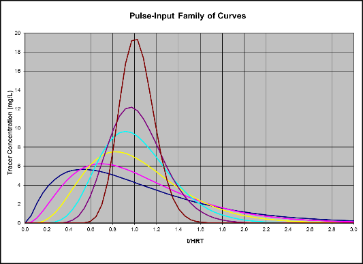 Pulse-Input Family of Curves
Tracer Concentration (mg/L)
20
18
16
14
12
10
8
6
4
2
0
0.0 0.2 0.4 0.6 0.8 1.0 1.2 1.4 1.6 1.8 2.0 2.2 2.4 2.6 2.8 3.0
t/HRT